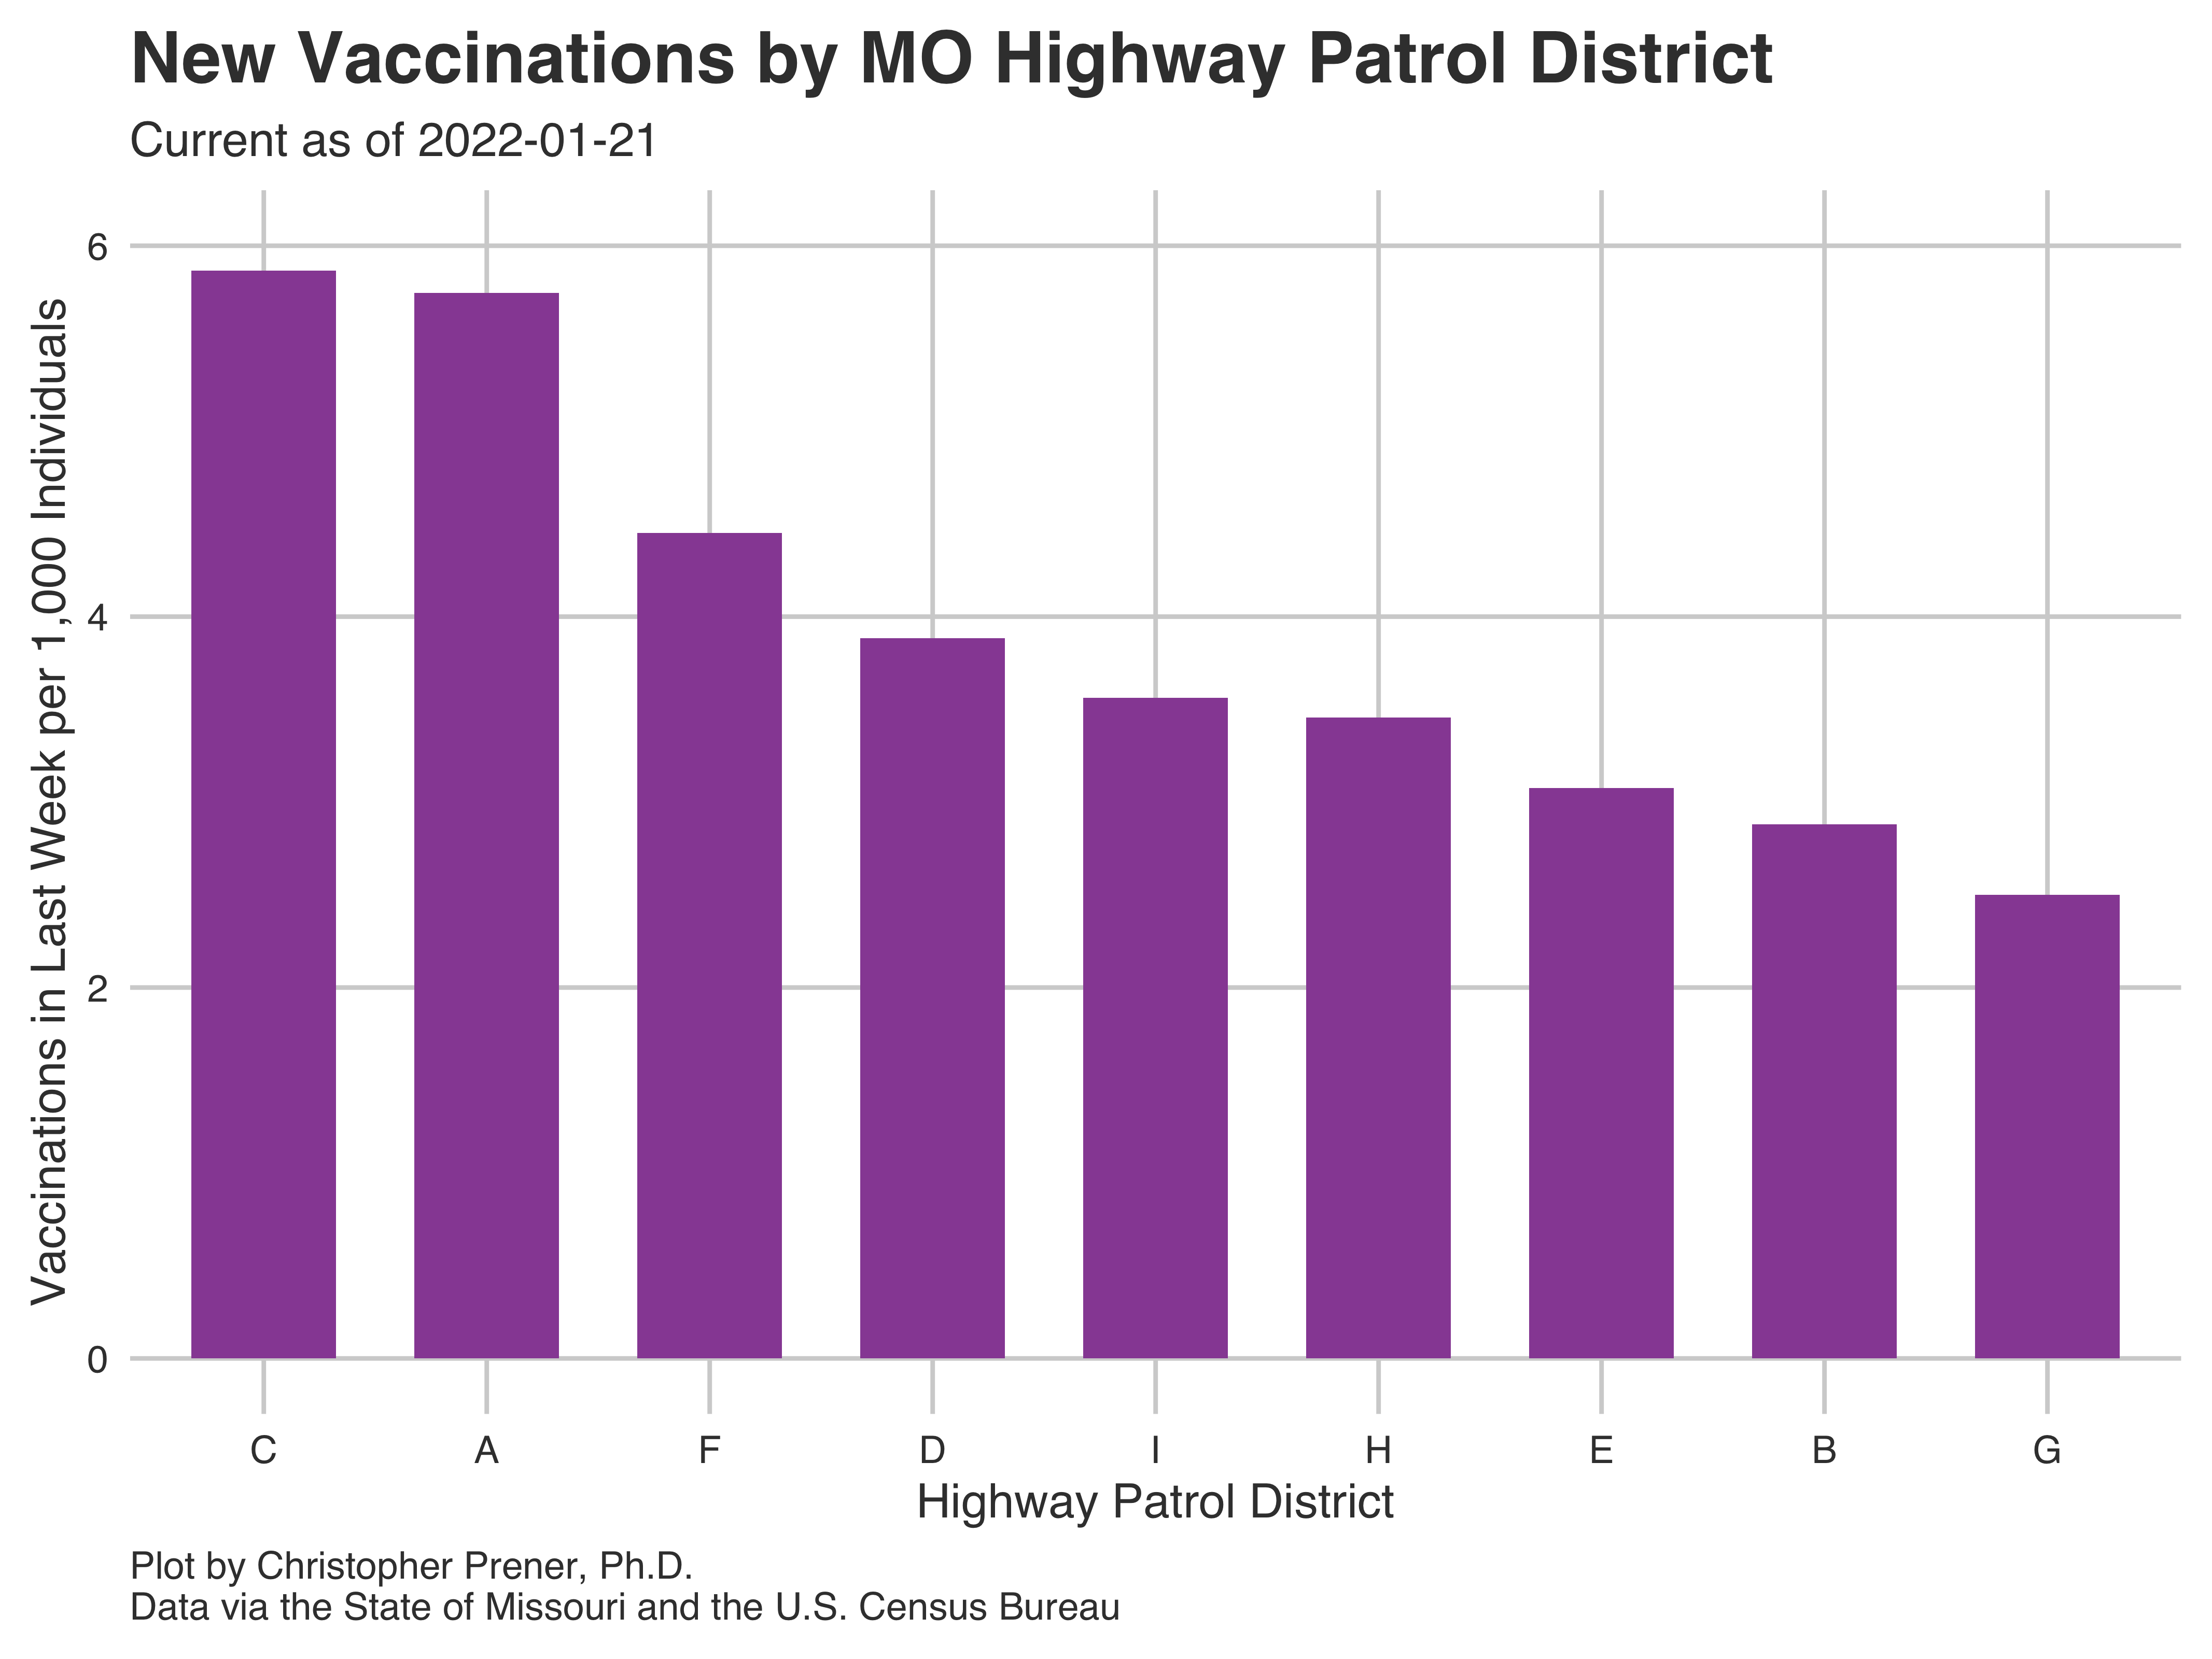 New Vaccinations by MO Highway Patrol District
Current as of 2022-01-21
Vaccinations in Last Week per 1,000 Individuals
6
4
2
0
C A F D I H E B G
Highway Patrol District
Plot by Christopher Prener, Ph.D.
Data via the State of Missouri and the U.S. Census Bureau